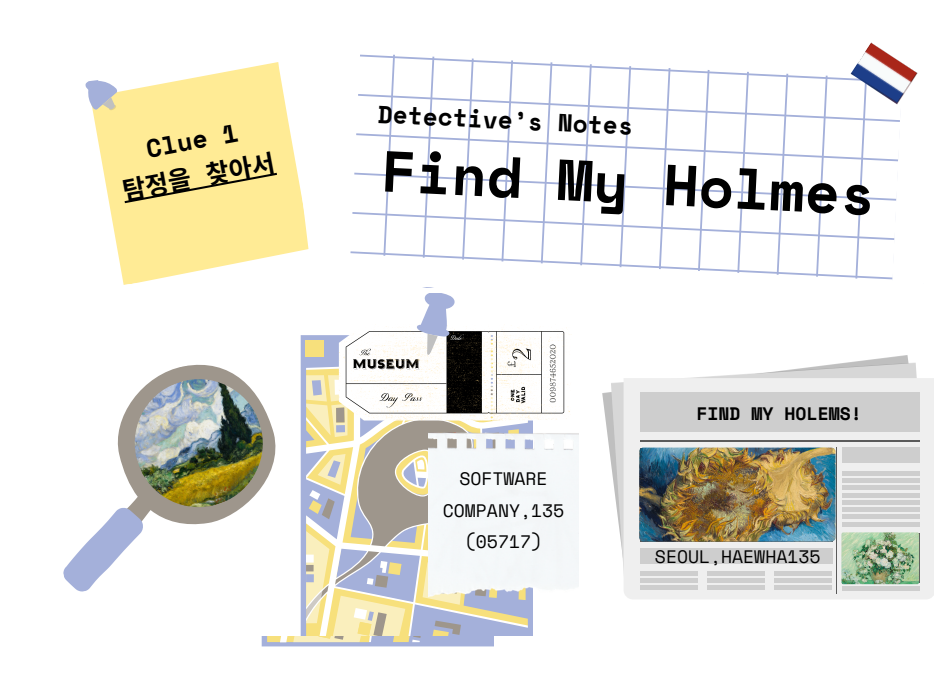 Clue 1
탐정을 찾아서
Detective's Notes
Find My Holmes
The
MUSEUM
Day Pass
Date
£2
ONE
DAY
VALID
009874652020
SOFTWARE
COMPANY,135
(05717)
FIND MY HOLEMS!
SEOUL,HAEWHA135